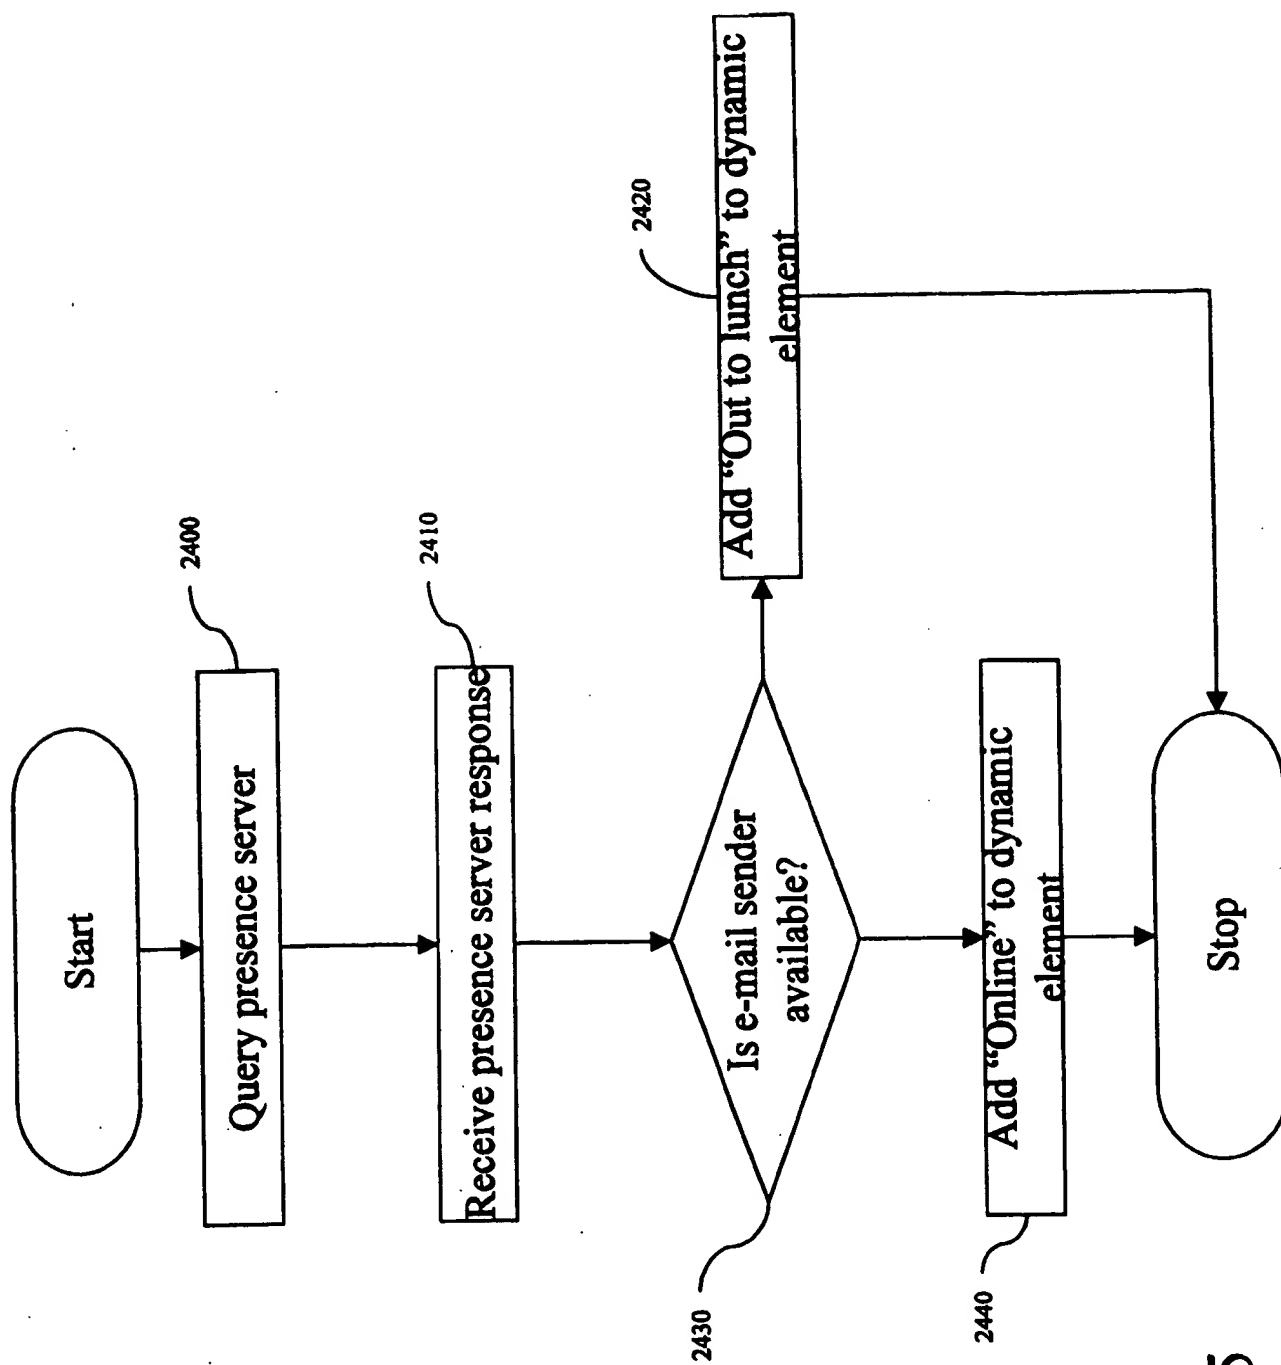 Start
2400
Query presence server
2410
Receive presence server response
2430
Is e-mail sender
available?
2420
Add “Out to lunch” to dynamic
element
2440
Add “Online” to dynamic
element
Stop